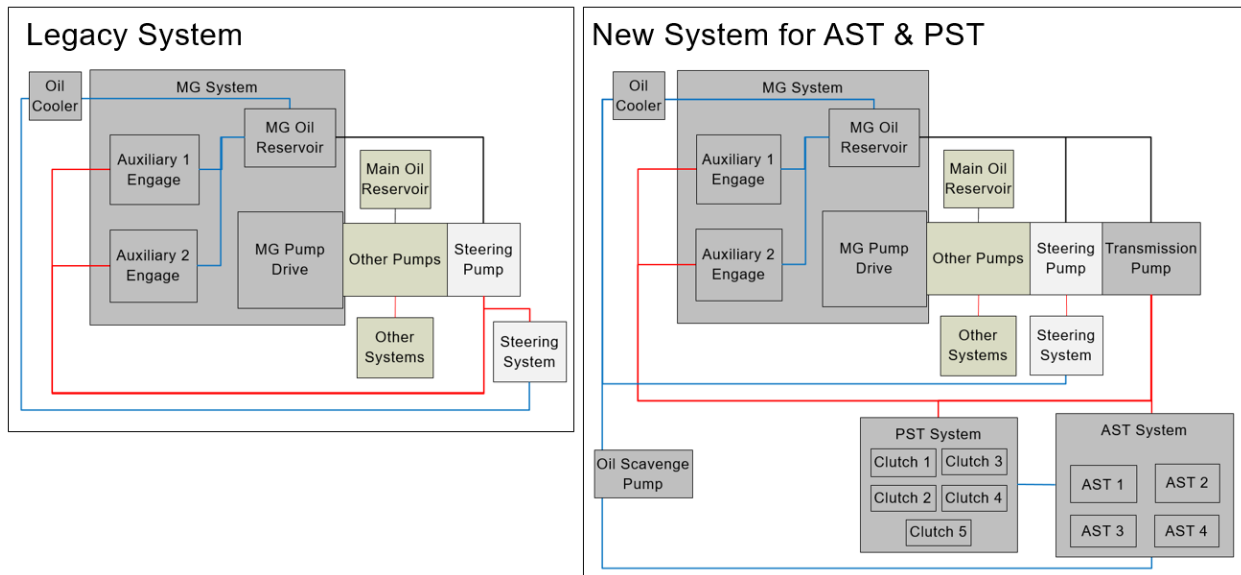 Legacy System
Oil
Cooler
MG System
MG Oil
Reservoir
Auxiliary 1
Engage
Main Oil
Reservoir
Auxiliary 2
Engage
MG Pump
Drive
Other Pumps
Steering
Pump
Other
Systems
Steering
System
New System for AST & PST
Oil
Cooler
MG System
MG Oil
Reservoir
Auxiliary 1
Engage
Main Oil
Reservoir
Auxiliary 2
Engage
MG Pump
Drive
Other Pumps
Steering
Pump
Transmission
Pump
Other
Systems
Steering
System
Oil Scavenge
Pump
PST System
Clutch 1
Clutch 3
Clutch 2
Clutch 4
Clutch 5
AST System
AST 1
AST 2
AST 3
AST 4